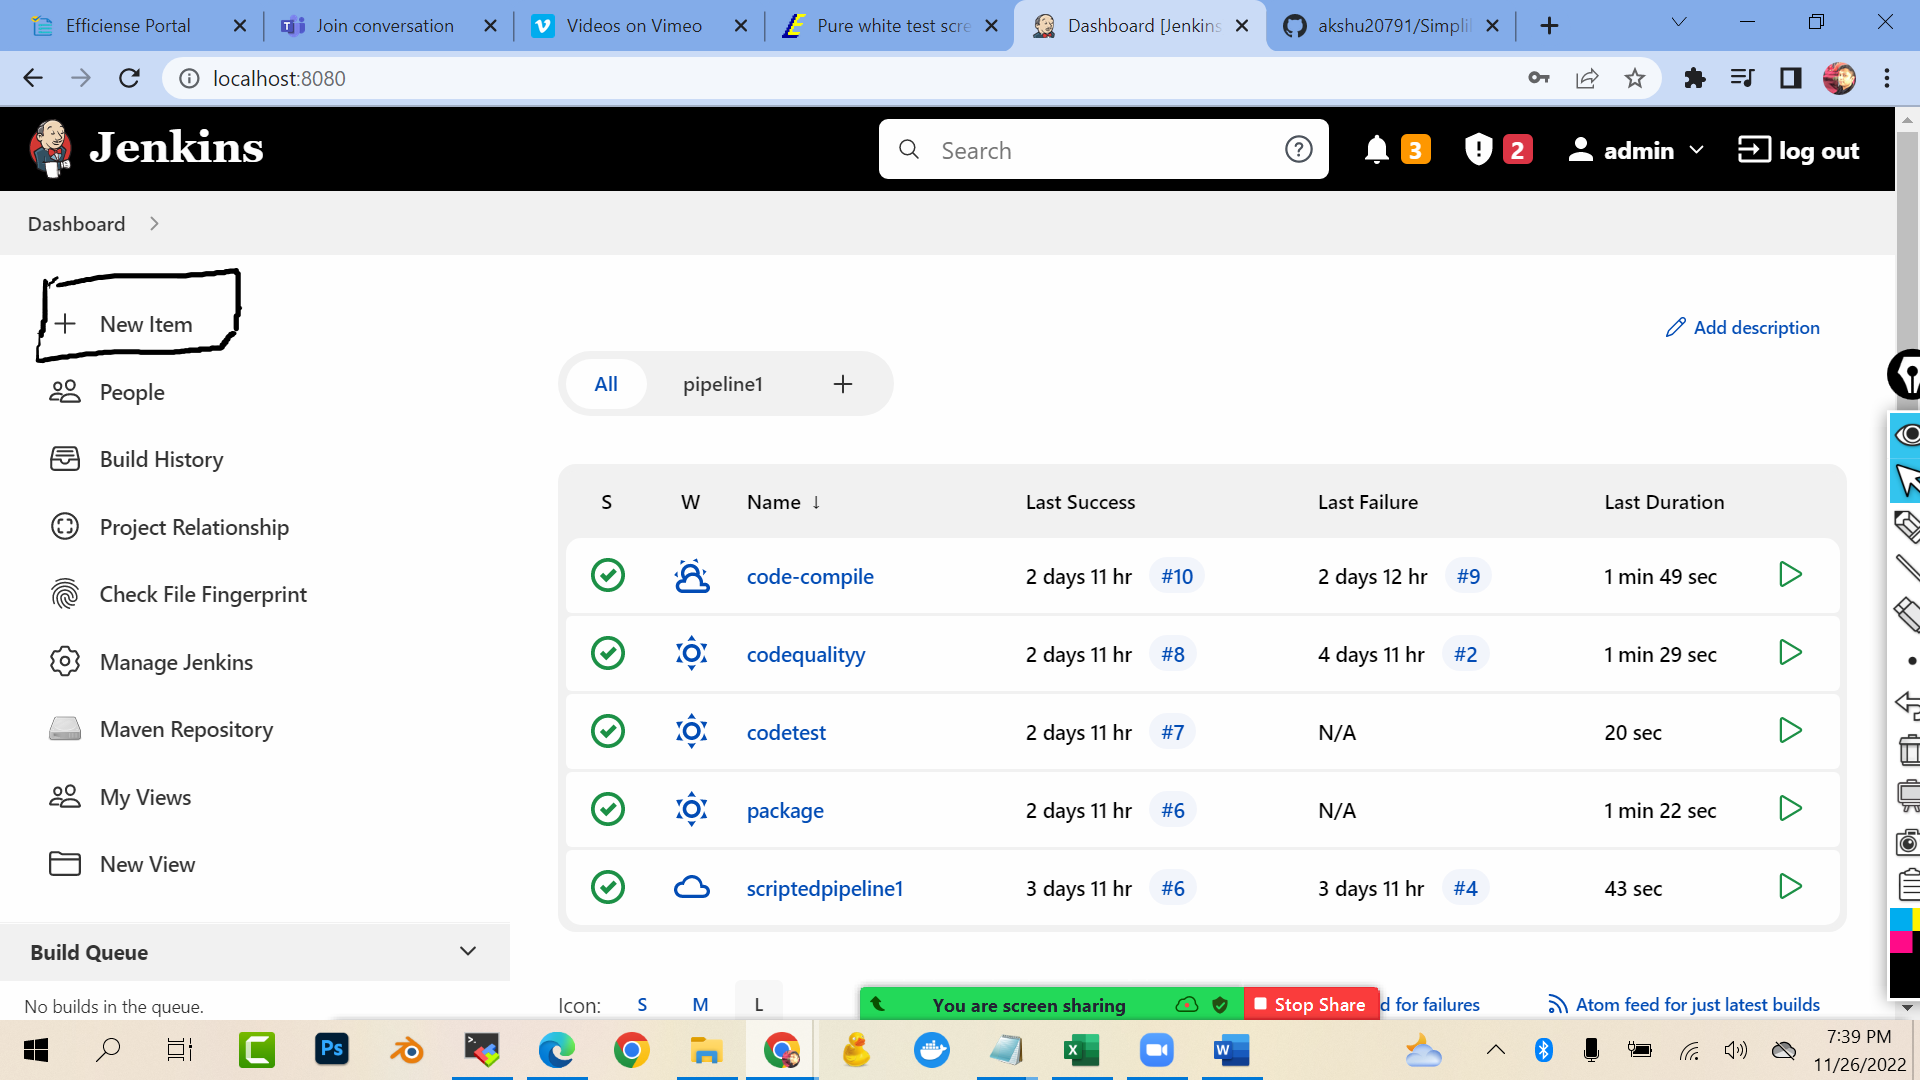 Efficiense Portal
Join conversation
Videos on Vimeo
Pure white test scre
Dashboard [Jenkins
akshu20791/Simplil
localhost:8080
Jenkins
Search
3
2
admin
log out
Dashboard
New Item
People
Build History
Project Relationship
Check File Fingerprint
Manage Jenkins
Maven Repository
My Views
New View
Build Queue
No builds in the queue.
Add description
All pipeline1 +
S W Name ↓ Last Success Last Failure Last Duration
code-compile 2 days 11 hr #10 2 days 12 hr #9 1 min 49 sec
codequalityy 2 days 11 hr #8 4 days 11 hr #2 1 min 29 sec
codetest 2 days 11 hr #7 N/A 20 sec
package 2 days 11 hr #6 N/A 1 min 22 sec
scriptedpipeline1 3 days 11 hr #6 3 days 11 hr #4 43 sec
Icon: S M L
You are screen sharing
Stop Share
d for failures
Atom feed for just latest builds
Ps
7:39 PM
11/26/2022